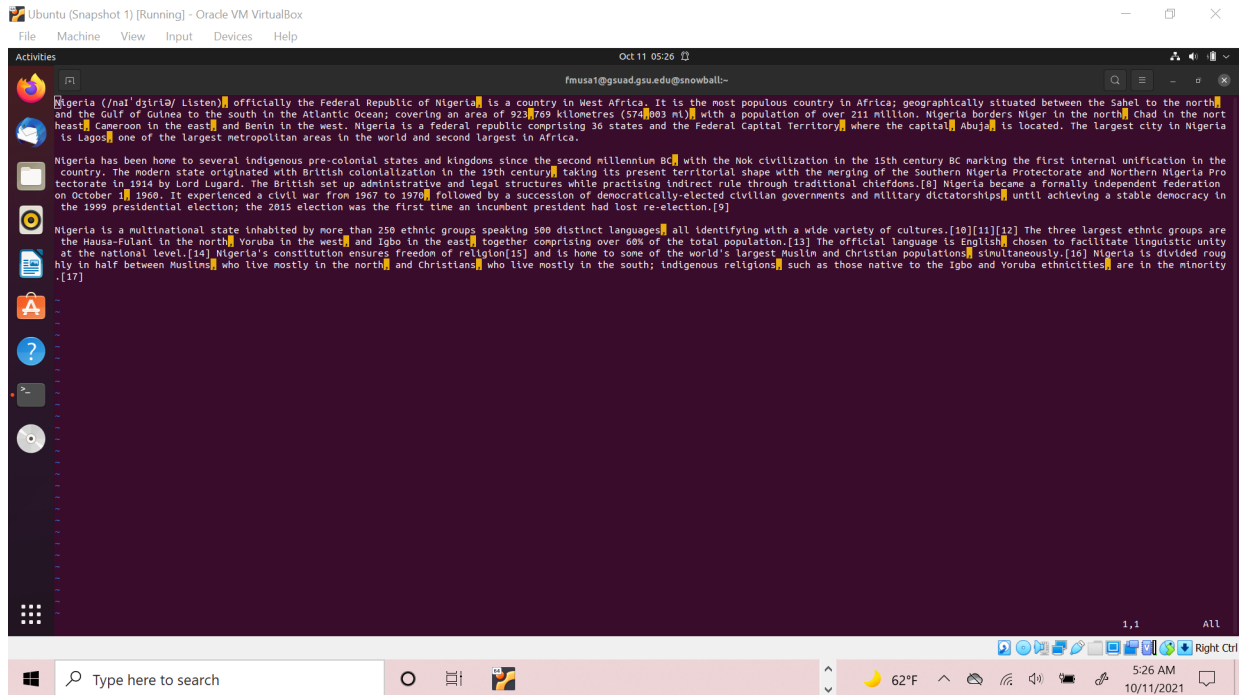 Ubuntu (Snapshot 1) [Running] - Oracle VM VirtualBox
File Machine View Input Devices Help
Activities
Oct 11 05:26
fmusa1@gsuad.gsu.edu@snowball:~
Nigeria (/naɪˈdʒɪriə/ Listen), officially the Federal Republic of Nigeria, is a country in West Africa. It is the most populous country in Africa; geographically situated between the Sahel to the north,
and the Gulf of Guinea to the south in the Atlantic Ocean; covering an area of 923,769 kilometres (574,003 mi), with a population of over 211 million. Nigeria borders Niger in the north, Chad in the nort
heast, Cameroon in the east, and Benin in the west. Nigeria is a federal republic comprising 36 states and the Federal Capital Territory, where the capital, Abuja, is located. The largest city in Nigeria
is Lagos, one of the largest metropolitan areas in the world and second largest in Africa.
Nigeria has been home to several indigenous pre-colonial states and kingdoms since the second millennium BC, with the Nok civilization in the 15th century BC marking the first internal unification in the
country. The modern state originated with British colonialization in the 19th century, taking its present territorial shape with the merging of the Southern Nigeria Protectorate and Northern Nigeria Pro
tectorate in 1914 by Lord Lugard. The British set up administrative and legal structures while practising indirect rule through traditional chiefdoms.[8] Nigeria became a formally independent federation
on October 1, 1960. It experienced a civil war from 1967 to 1970, followed by a succession of democratically-elected civilian governments and military dictatorships, until achieving a stable democracy in
the 1999 presidential election; the 2015 election was the first time an incumbent president had lost re-election.[9]
Nigeria is a multinational state inhabited by more than 250 ethnic groups speaking 500 distinct languages, all identifying with a wide variety of cultures.[10][11][12] The three largest ethnic groups are
the Hausa-Fulani in the north, Yoruba in the west, and Igbo in the east, together comprising over 60% of the total population.[13] The official language is English, chosen to facilitate linguistic unity
at the national level.[14] Nigeria's constitution ensures freedom of religion[15] and is home to some of the world's largest Muslim and Christian populations, simultaneously.[16] Nigeria is divided roug
hly in half between Muslims, who live mostly in the north, and Christians, who live mostly in the south; indigenous religions, such as those native to the Igbo and Yoruba ethnicities, are in the minority
.[17]
1,1 All
Right Ctrl
Type here to search
62°F
5:26 AM
10/11/2021